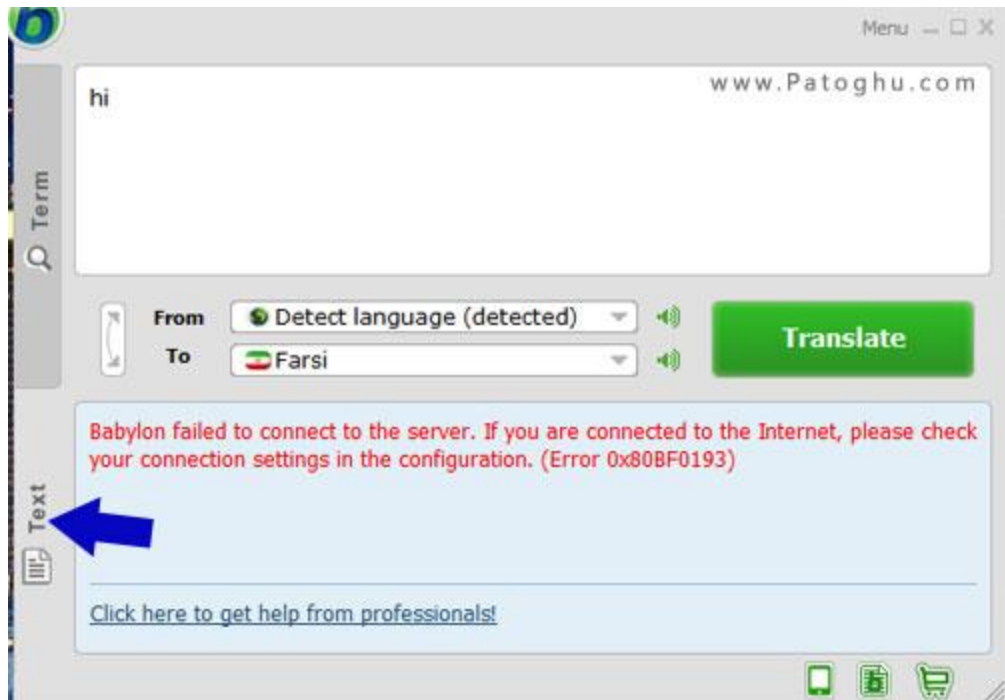 Menu
www.Patoghu.com
hi
Term
From
Detect language (detected)
To
Farsi
Translate
Babylon failed to connect to the server. If you are connected to the Internet, please check
your connection settings in the configuration. (Error 0x80BF0193)
Text
Click here to get help from professionals!